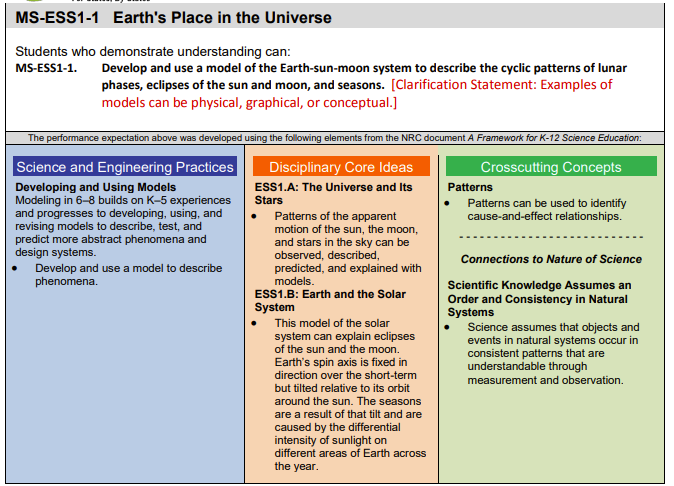 MS-ESS1-1 Earth's Place in the Universe
Students who demonstrate understanding can:
MS-ESS1-1. Develop and use a model of the Earth-sun-moon system to describe the cyclic patterns of lunar
phases, eclipses of the sun and moon, and seasons. [Clarification Statement: Examples of
models can be physical, graphical, or conceptual.]
The performance expectation above was developed using the following elements from the NRC document A Framework for K-12 Science Education:
Science and Engineering Practices
Developing and Using Models
Modeling in 6–8 builds on K–5 experiences
and progresses to developing, using, and
revising models to describe, test, and
predict more abstract phenomena and
design systems.
• Develop and use a model to describe
phenomena.
Disciplinary Core Ideas
ESS1.A: The Universe and Its
Stars
• Patterns of the apparent
motion of the sun, the moon,
and stars in the sky can be
observed, described,
predicted, and explained with
models.
ESS1.B: Earth and the Solar
System
• This model of the solar
system can explain eclipses
of the sun and the moon.
Earth's spin axis is fixed in
direction over the short-term
but tilted relative to its orbit
around the sun. The seasons
are a result of that tilt and are
caused by the differential
intensity of sunlight on
different areas of Earth across
the year.
Crosscutting Concepts
Patterns
• Patterns can be used to identify
cause-and-effect relationships.
Connections to Nature of Science
Scientific Knowledge Assumes an
Order and Consistency in Natural
Systems
• Science assumes that objects and
events in natural systems occur in
consistent patterns that are
understandable through
measurement and observation.